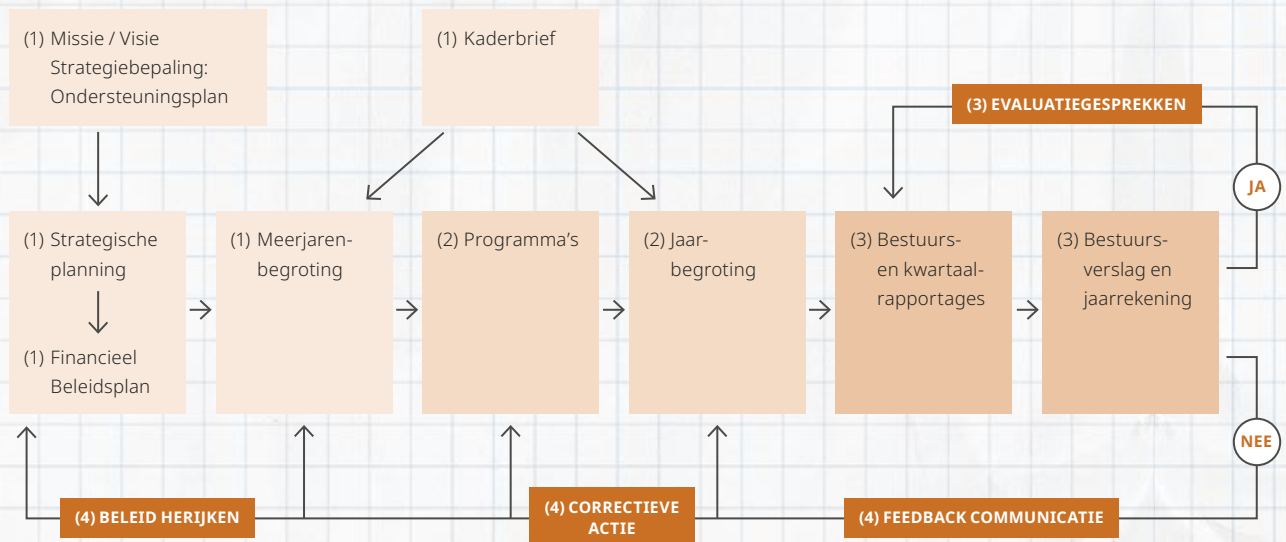 (1) Missie / Visie
Strategiebepaling:
Ondersteuningsplan
(1) Kaderbrief
(3) EVALUATIEGESPREKKEN
JA
(1) Strategische
planning
(1) Financieel
Beleidsplan
(1) Meerjaren-
begroting
(2) Programma's
(2) Jaar-
begroting
(3) Bestuurs-
en kwartaal-
rapportages
(3) Bestuurs-
verslag en
jaarrekening
NEE
(4) BELEID HERIJKEN
(4) CORRECTIEVE
ACTIE
(4) FEEDBACK COMMUNICATIE